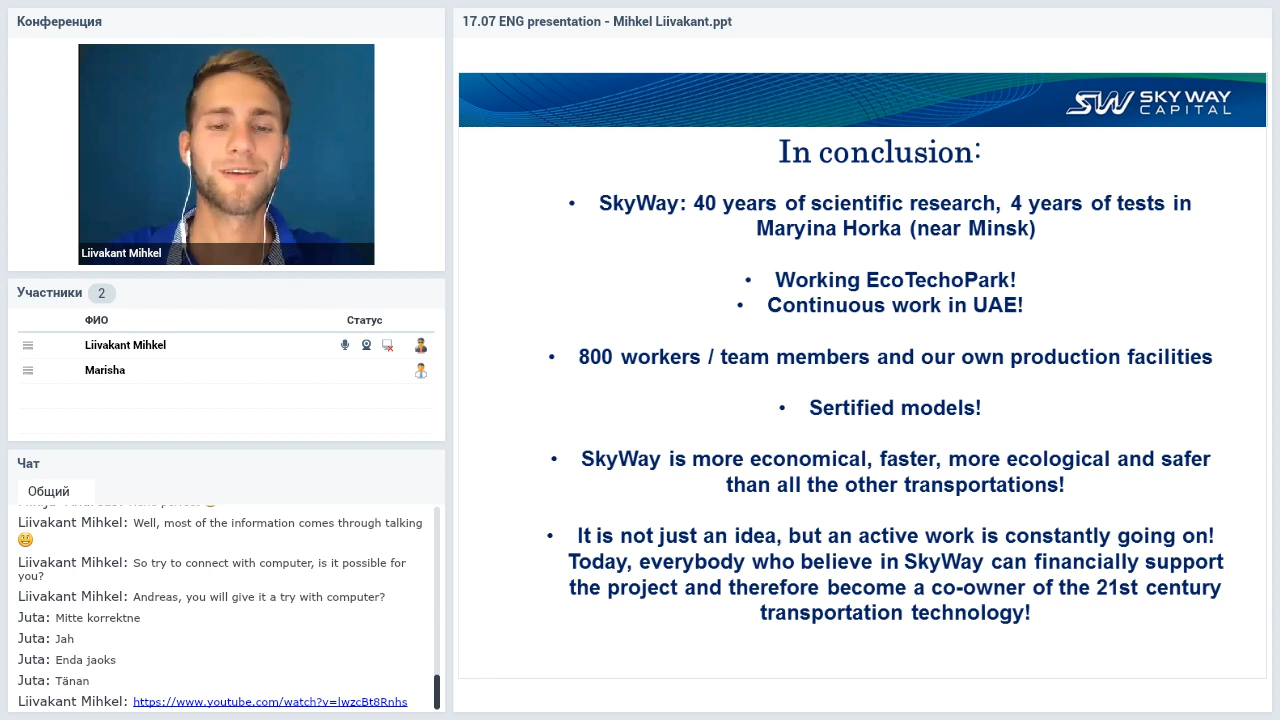 Конференция
Liivakant Mihkel
Участники 2
ФИО Статус
Liivakant Mihkel
Marisha
Чат
Общий
Liivakant Mihkel: Well, most of the information comes through talking
Liivakant Mihkel: So try to connect with computer, is it possible for
you?
Liivakant Mihkel: Andreas, you will give it a try with computer?
Juta: Mitte korrektne
Juta: Jah
Juta: Enda jaoks
Juta: Tänan
Liivakant Mihkel: https://www.youtube.com/watch?v=lwzcBt8Rnhs
17.07 ENG presentation - Mihkel Liivakant.ppt
SW SKY WAY
CAPITAL
In conclusion:
• SkyWay: 40 years of scientific research, 4 years of tests in
Maryina Horka (near Minsk)
• Working EcoTechoPark!
• Continuous work in UAE!
• 800 workers / team members and our own production facilities
• Sertified models!
• SkyWay is more economical, faster, more ecological and safer
than all the other transportations!
• It is not just an idea, but an active work is constantly going on!
Today, everybody who believe in SkyWay can financially support
the project and therefore become a co-owner of the 21st century
transportation technology!